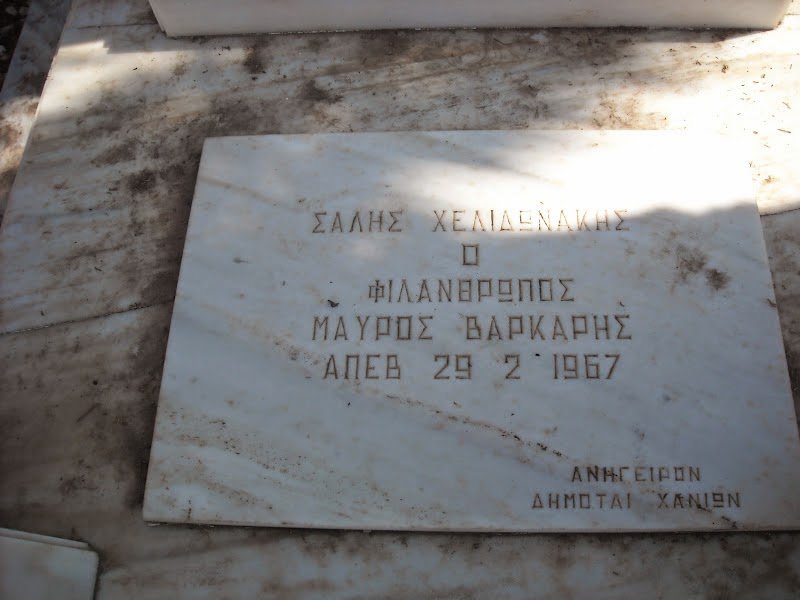 ΣΑΛΗΣ ΧΕΛΙΔΩΝΑΚΗΣ
Ο
ΦΙΛΑΝΘΡΩΠΟΣ
ΜΑΥΡΟΣ ΒΑΡΚΑΡΗΣ
ΑΠΕΒ 29 2 1967
ΑΝΗΓΕΙΡΟΝ
ΔΗΜΟΤΑΙ ΧΑΝΙΩΝ